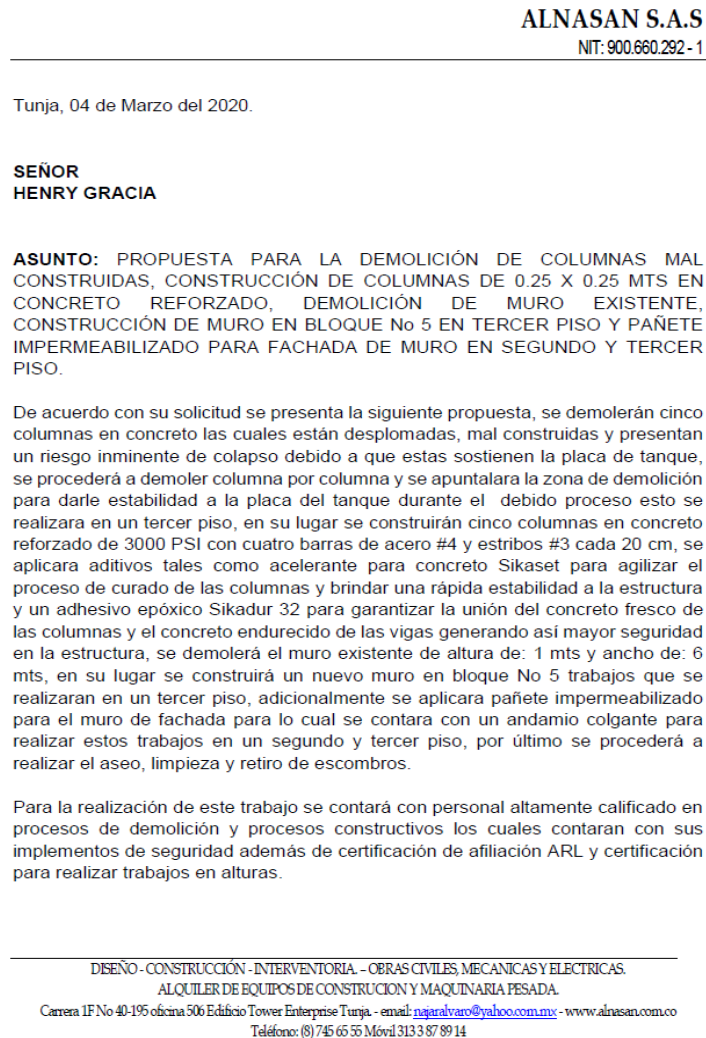 ALNASAN S.A.S
NIT: 900.660.292 - 1
Tunja, 04 de Marzo del 2020.
SEÑOR
HENRY GRACIA
ASUNTO: PROPUESTA PARA LA DEMOLICIÓN DE COLUMNAS MAL
CONSTRUIDAS, CONSTRUCCIÓN DE COLUMNAS DE 0.25 X 0.25 MTS EN
CONCRETO REFORZADO, DEMOLICIÓN DE MURO EXISTENTE,
CONSTRUCCIÓN DE MURO EN BLOQUE No 5 EN TERCER PISO Y PAÑETE
IMPERMEABILIZADO PARA FACHADA DE MURO EN SEGUNDO Y TERCER
PISO.
De acuerdo con su solicitud se presenta la siguiente propuesta, se demolerán cinco
columnas en concreto las cuales están desplomadas, mal construidas y presentan
un riesgo inminente de colapso debido a que estas sostienen la placa de tanque,
se procederá a demoler columna por columna y se apuntalara la zona de demolición
para darle estabilidad a la placa del tanque durante el debido proceso esto se
realizara en un tercer piso, en su lugar se construirán cinco columnas en concreto
reforzado de 3000 PSI con cuatro barras de acero #4 y estribos #3 cada 20 cm, se
aplicara aditivos tales como acelerante para concreto Sikaset para agilizar el
proceso de curado de las columnas y brindar una rápida estabilidad a la estructura
y un adhesivo epóxico Sikadur 32 para garantizar la unión del concreto fresco de
las columnas y el concreto endurecido de las vigas generando así mayor seguridad
en la estructura, se demolerá el muro existente de altura de: 1 mts y ancho de: 6
mts, en su lugar se construirá un nuevo muro en bloque No 5 trabajos que se
realizaran en un tercer piso, adicionalmente se aplicara pañete impermeabilizado
para el muro de fachada para lo cual se contara con un andamio colgante para
realizar estos trabajos en un segundo y tercer piso, por último se procederá a
realizar el aseo, limpieza y retiro de escombros.
Para la realización de este trabajo se contará con personal altamente calificado en
procesos de demolición y procesos constructivos los cuales contaran con sus
implementos de seguridad además de certificación de afiliación ARL y certificación
para realizar trabajos en alturas.
DISEÑO - CONSTRUCCIÓN - INTERVENTORIA. – OBRAS CIVILES, MECANICAS Y ELECTRICAS.
ALQUILER DE EQUIPOS DE CONSTRUCION Y MAQUINARIA PESADA.
Carrera 1F No 40-195 oficina 506 Edificio Tower Enterprise Tunja. - email: najaralvaro@yahoo.com.mx - www.alnasan.com.co
Teléfono: (8) 745 65 55 Móvil 313 3 87 89 14